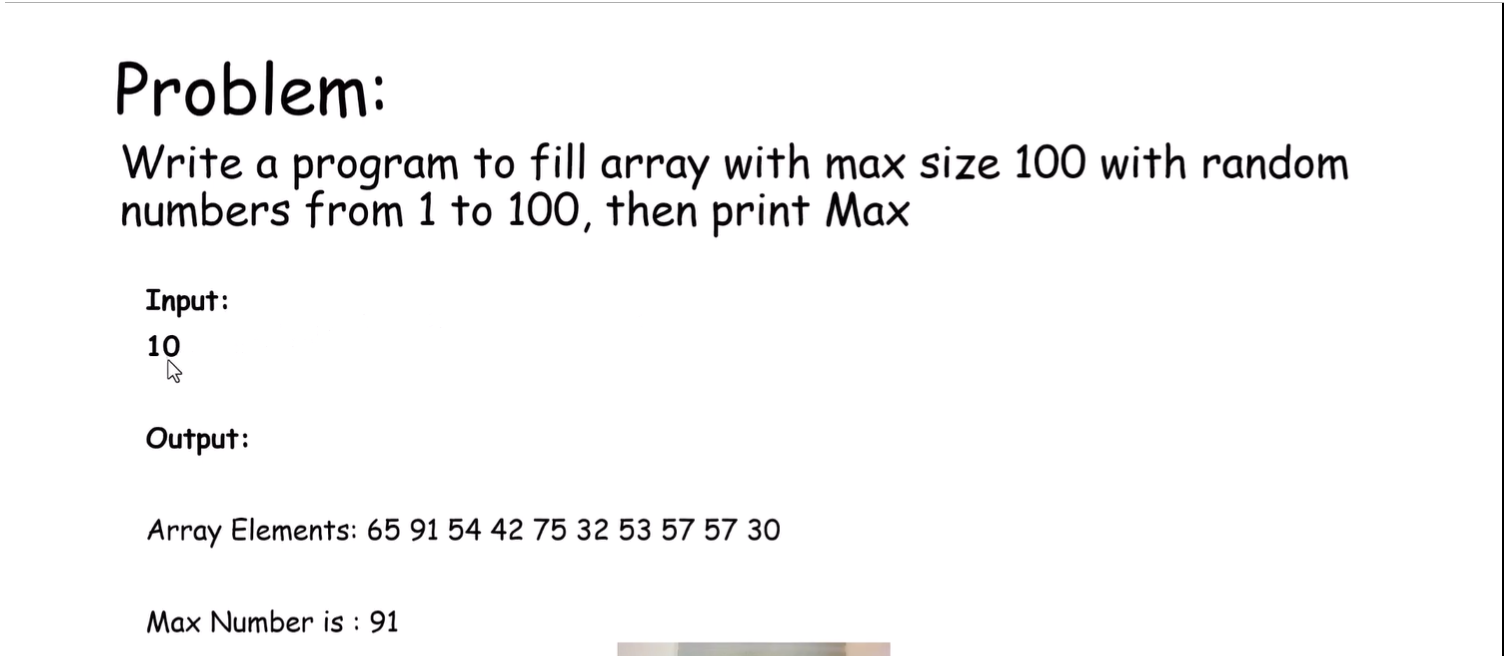 Problem:
Write a program to fill array with max size 100 with random
numbers from 1 to 100, then print Max
Input:
10
Output:
Array Elements: 65 91 54 42 75 32 53 57 57 30
Max Number is : 91